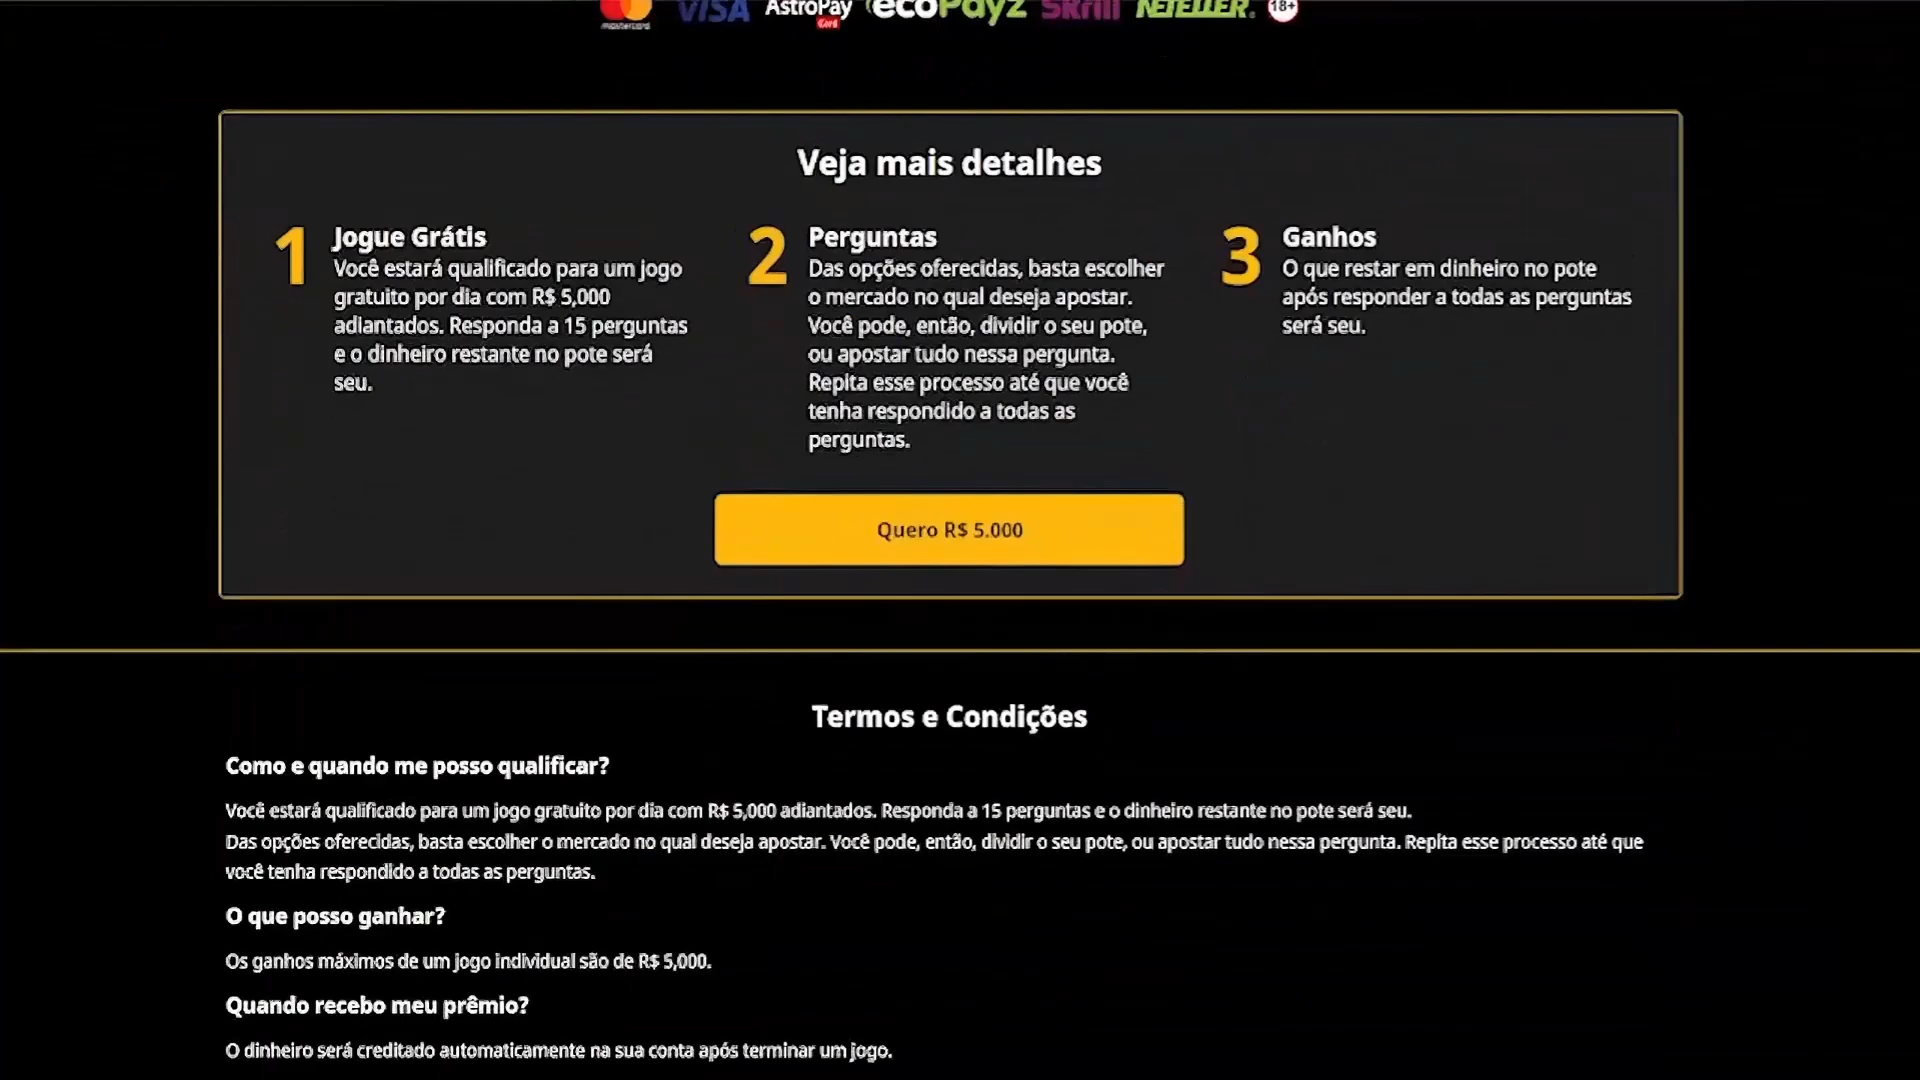 mastercard VISA AstroPay Card ecoPayz Skrill NETELLER. 18+
Veja mais detalhes
1 Jogue Grátis
Você estará qualificado para um jogo
gratuito por dia com R$ 5,000
adiantados. Responda a 15 perguntas
e o dinheiro restante no pote será
seu.
2 Perguntas
Das opções oferecidas, basta escolher
o mercado no qual deseja apostar.
Você pode, então, dividir o seu pote,
ou apostar tudo nessa pergunta.
Repita esse processo até que você
tenha respondido a todas as
perguntas.
3 Ganhos
O que restar em dinheiro no pote
após responder a todas as perguntas
será seu.
Quero R$ 5.000
Termos e Condições
Como e quando me posso qualificar?
Você estará qualificado para um jogo gratuito por dia com R$ 5,000 adiantados. Responda a 15 perguntas e o dinheiro restante no pote será seu.
Das opções oferecidas, basta escolher o mercado no qual deseja apostar. Você pode, então, dividir o seu pote, ou apostar tudo nessa pergunta. Repita esse processo até que
você tenha respondido a todas as perguntas.
O que posso ganhar?
Os ganhos máximos de um jogo individual são de R$ 5,000.
Quando recebo meu prêmio?
O dinheiro será creditado automaticamente na sua conta após terminar um jogo.